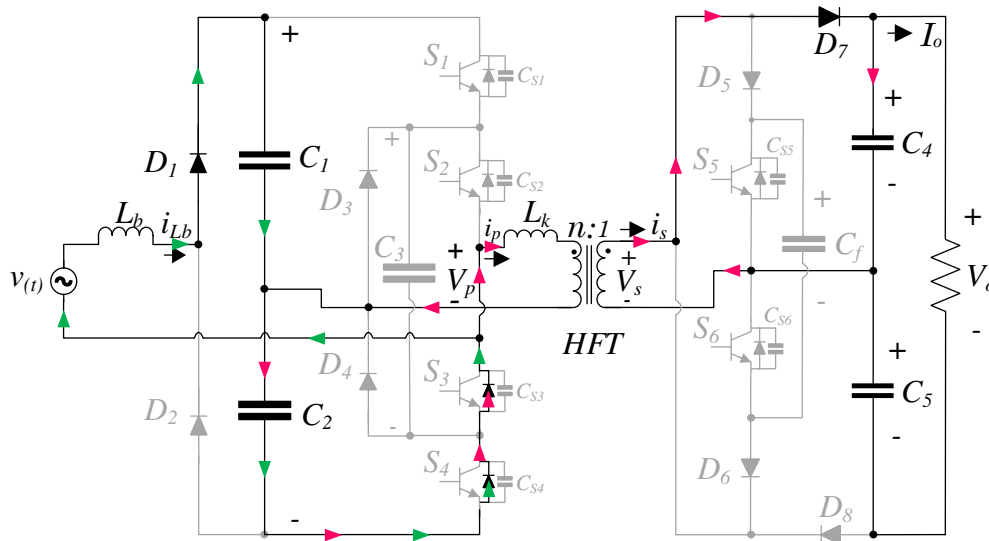 +
S1
CS1
D7
Io
D5
+
C4
-
D1
C1
D3
+
S2
CS2
S5
CS5
+
Cf
-
Lb
iLb
v(t)
C3
ip
Lk
n:1
is
+
Vp
-
+
Vs
-
HFT
+
Vo
-
S6
CS6
D2
C2
D4
-
S3
CS3
+
C5
-
S4
CS4
D6
D8
-